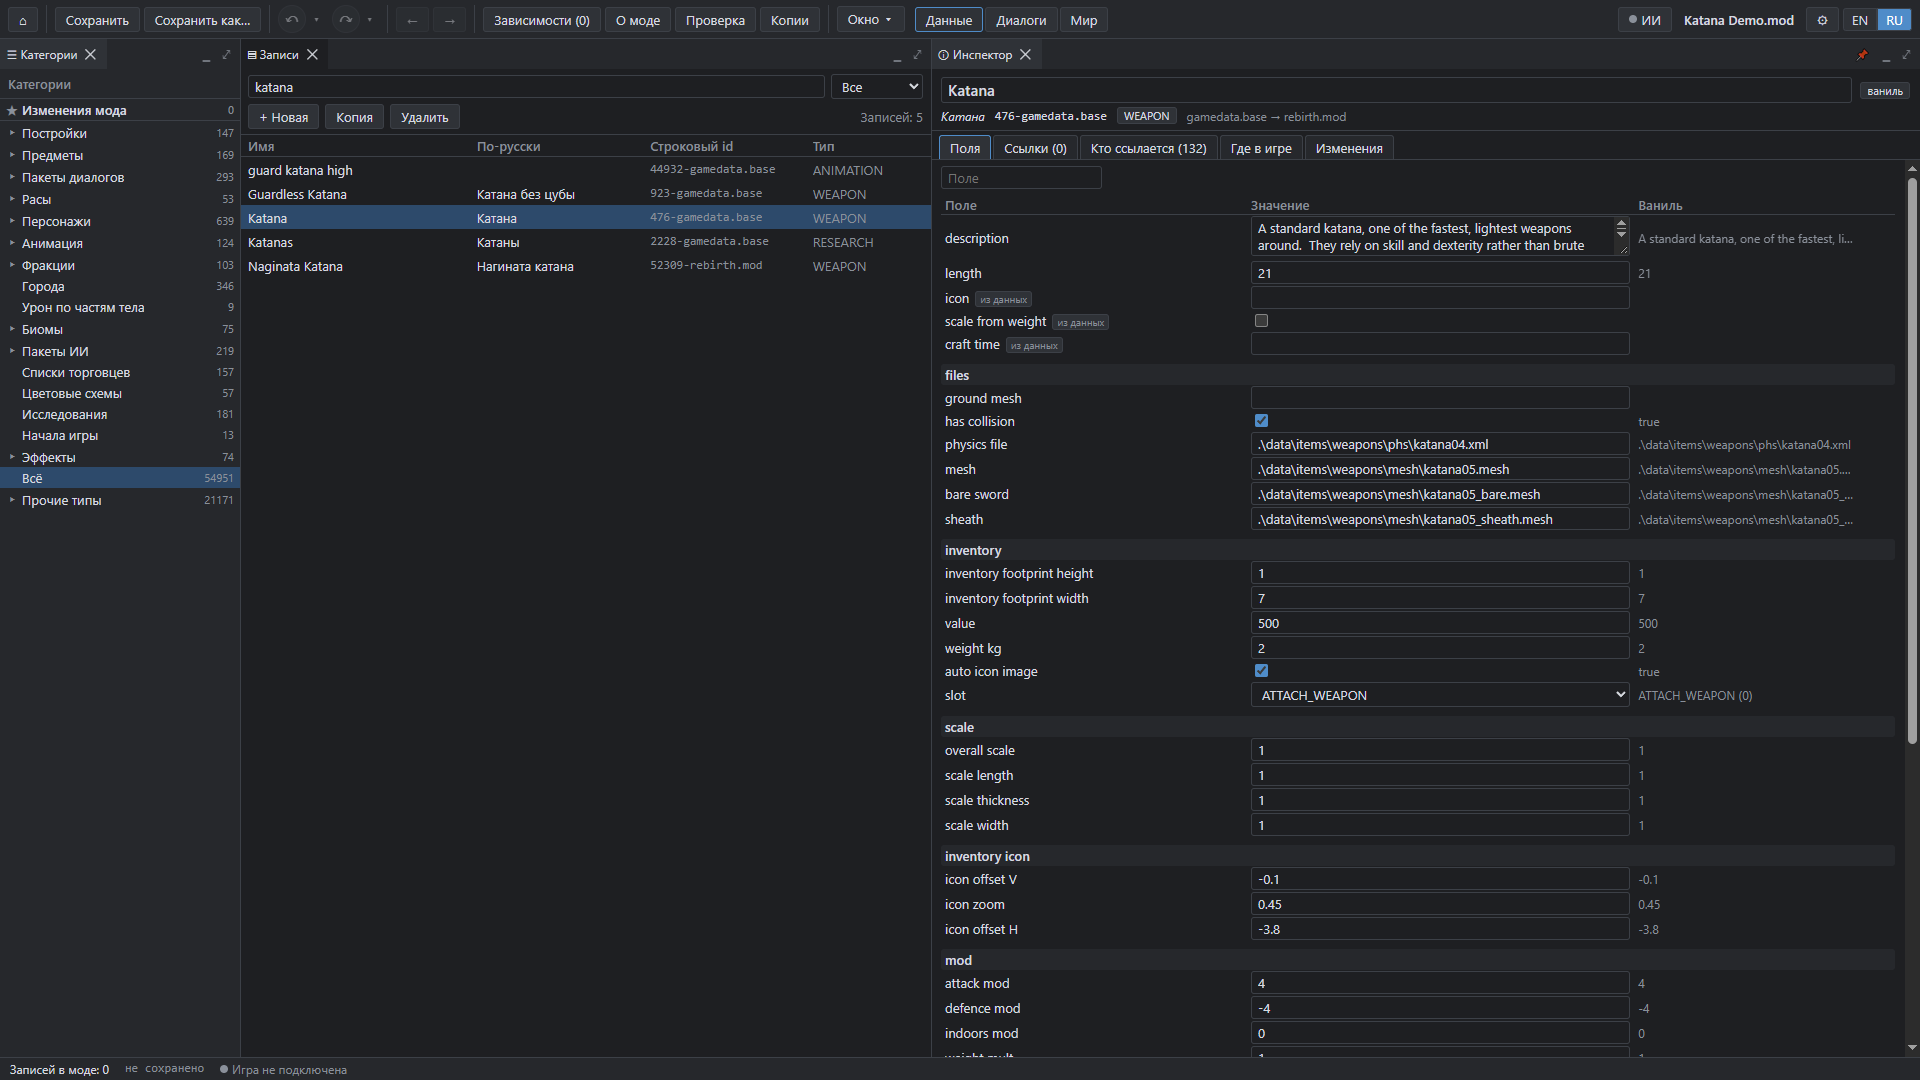 Сохранить
Сохранить как...
Зависимости (0)
О моде
Проверка
Копии
Окно
Данные
Диалоги
Мир
ИИ
Katana Demo.mod
EN
RU
Категории
Записи
Инспектор
Категории
Изменения мода 0
Постройки 147
Предметы 169
Пакеты диалогов 293
Расы 53
Персонажи 639
Анимация 124
Фракции 103
Города 346
Урон по частям тела 9
Биомы 75
Пакеты ИИ 219
Списки торговцев 157
Цветовые схемы 57
Исследования 181
Начала игры 13
Эффекты 74
Всё 54951
Прочие типы 21171
katana
Все
+ Новая
Копия
Удалить
Записей: 5
Имя По-русски Строковый id Тип
guard katana high 44932-gamedata.base ANIMATION
Guardless Katana Катана без цубы 923-gamedata.base WEAPON
Katana Катана 476-gamedata.base WEAPON
Katanas Катаны 2228-gamedata.base RESEARCH
Naginata Katana Нагината катана 52309-rebirth.mod WEAPON
Katana
ваниль
Катана 476-gamedata.base WEAPON gamedata.base → rebirth.mod
Поля
Ссылки (0)
Кто ссылается (132)
Где в игре
Изменения
Поле
Поле Значение Ваниль
description A standard katana, one of the fastest, lightest weapons around. They rely on skill and dexterity rather than brute A standard katana, one of the fastest, li...
length 21 21
icon из данных
scale from weight из данных
craft time из данных
files
ground mesh
has collision true
physics file .\data\items\weapons\phs\katana04.xml .\data\items\weapons\phs\katana04.xml
mesh .\data\items\weapons\mesh\katana05.mesh .\data\items\weapons\mesh\katana05....
bare sword .\data\items\weapons\mesh\katana05_bare.mesh .\data\items\weapons\mesh\katana05_...
sheath .\data\items\weapons\mesh\katana05_sheath.mesh .\data\items\weapons\mesh\katana05_...
inventory
inventory footprint height 1 1
inventory footprint width 7 7
value 500 500
weight kg 2 2
auto icon image true
slot ATTACH_WEAPON ATTACH_WEAPON (0)
scale
overall scale 1 1
scale length 1 1
scale thickness 1 1
scale width 1 1
inventory icon
icon offset V -0.1 -0.1
icon zoom 0.45 0.45
icon offset H -3.8 -3.8
mod
attack mod 4 4
defence mod -4 -4
indoors mod 0 0
Записей в моде: 0
не сохранено
Игра не подключена